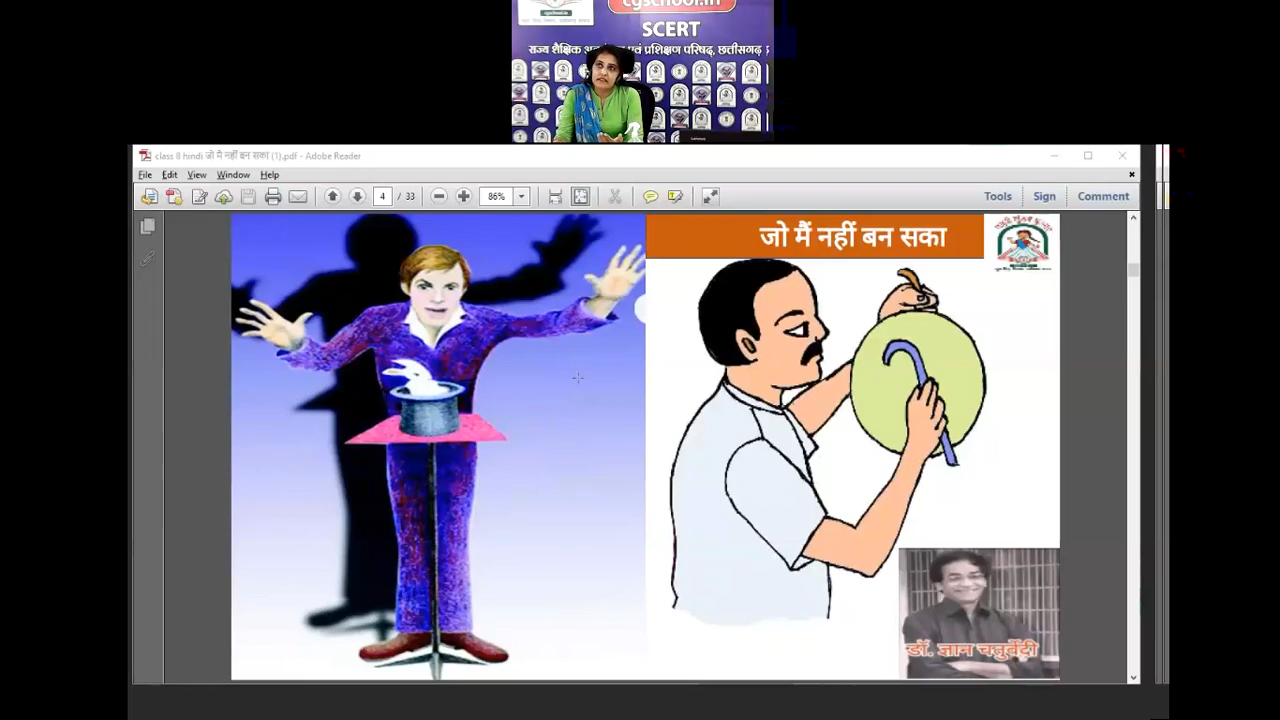 cgschool.in
SCERT
राज्य शैक्षिक अनुसंधान एवं प्रशिक्षण परिषद, छत्तीसगढ़
class 8 hindi जो मैं नहीं बन सका (1).pdf - Adobe Reader
File Edit View Window Help
4 / 33 86% Tools Sign Comment
जो मैं नहीं बन सका
डॉ. ज्ञान चतुर्वेदी